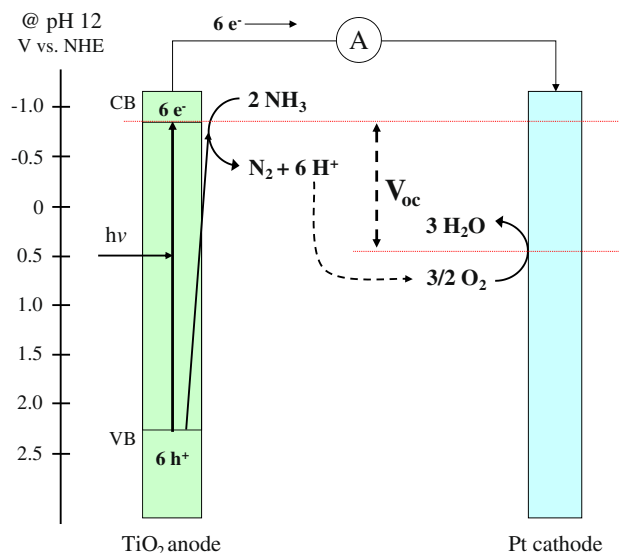 @ pH 12
V vs. NHE
6 e⁻
A
-1.0
-0.5
0
0.5
1.0
1.5
2.0
2.5
CB
6 e⁻
2 NH₃
N₂ + 6 H⁺
Voc
3 H₂O
hν
3/2 O₂
VB
6 h⁺
TiO₂ anode
Pt cathode